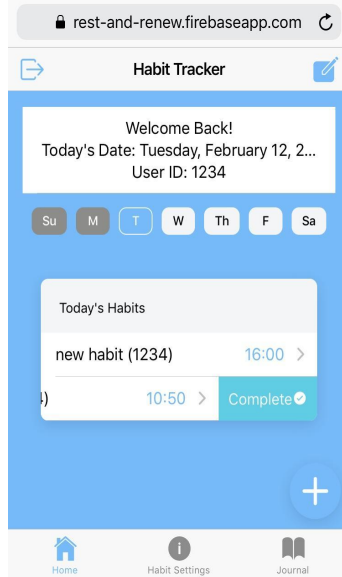 rest-and-renew.firebaseapp.com
Habit Tracker
Welcome Back!
Today's Date: Tuesday, February 12, 2...
User ID: 1234
Su M T W Th F Sa
Today's Habits
new habit (1234) 16:00
) 10:50 Complete
Home Habit Settings Journal